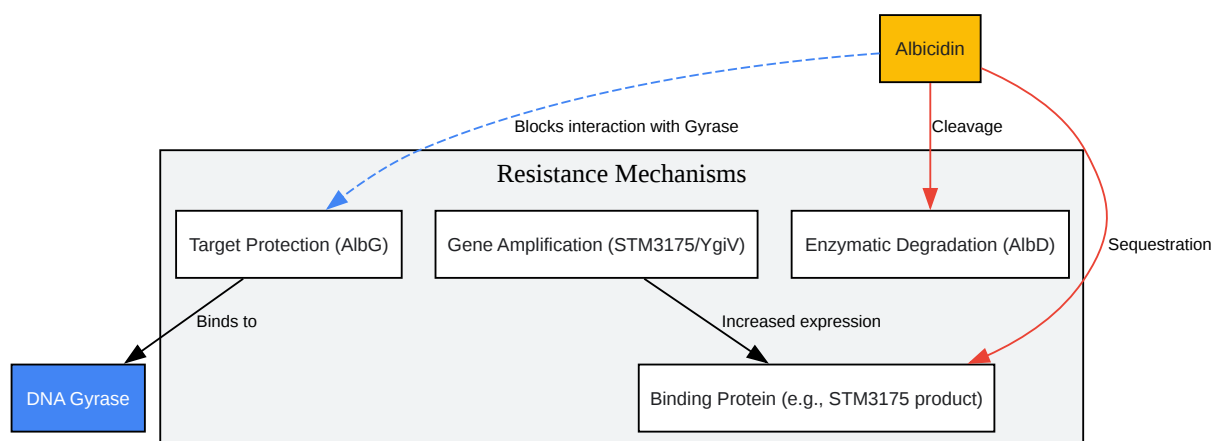 Albicidin
Blocks interaction with Gyrase
Cleavage
Resistance Mechanisms
Target Protection (AlbG)
Gene Amplification (STM3175/YgiV)
Enzymatic Degradation (AlbD)
Sequestration
Binds to
Increased expression
DNA Gyrase
Binding Protein (e.g., STM3175 product)